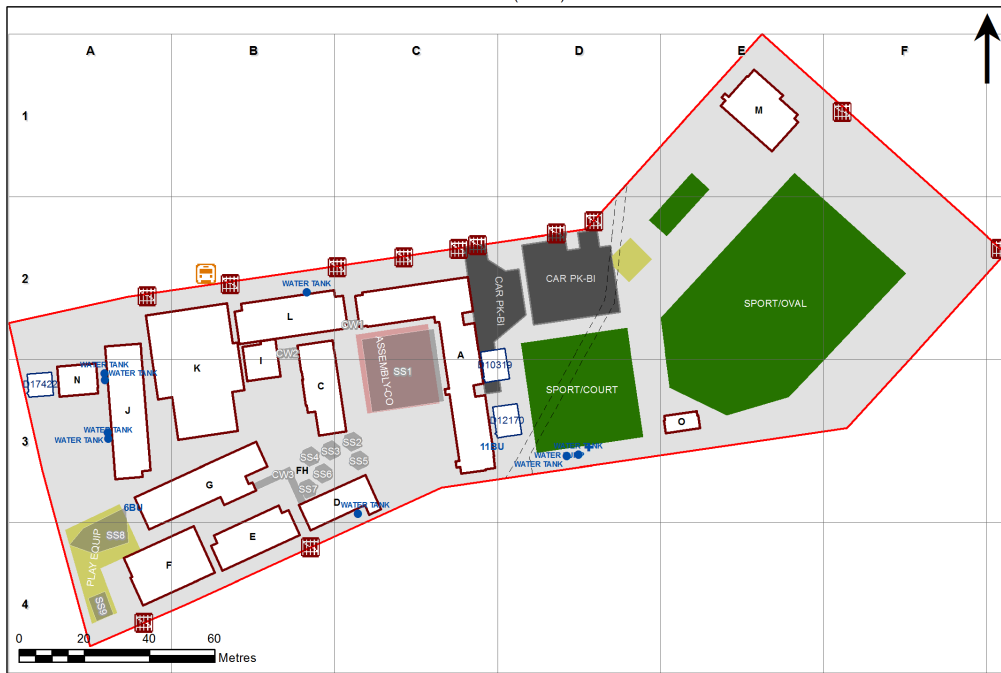 A B C D E F
1
M
2
WATER TANK
CAR PK-BI
CAR PK-BI
SPORT/OVAL
L
CW1
A
K
I
CW2
C
ASSEMBLY-CO
SS1
D10319
SPORT/COURT
WATER TANK
WATER TANK
D17422
N
J
D12170
O
3
WATER TANK
WATER TANK
SS2
SS3
SS4
SS5
SS6
SS7
FH
CW3
11BU
WATER TANK
WATER TANK
G
D
WATER TANK
6BU
SS8
PLAY EQUIP
E
F
SS9
4
0 20 40 60
Metres